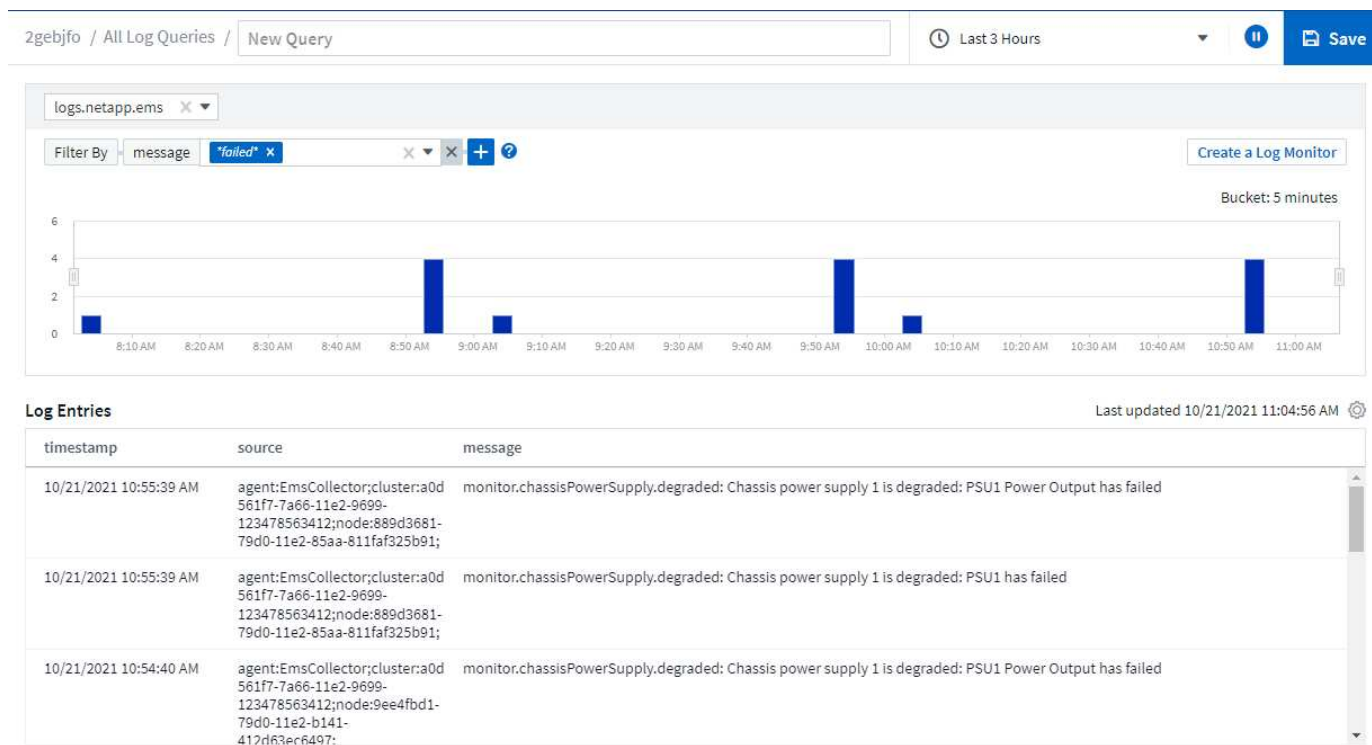 2gebjfo / All Log Queries / New Query Last 3 Hours Save
logs.netapp.ems
Filter By message *failed* Create a Log Monitor
Bucket: 5 minutes
6
4
2
0
8:10 AM 8:20 AM 8:30 AM 8:40 AM 8:50 AM 9:00 AM 9:10 AM 9:20 AM 9:30 AM 9:40 AM 9:50 AM 10:00 AM 10:10 AM 10:20 AM 10:30 AM 10:40 AM 10:50 AM 11:00 AM
Log Entries Last updated 10/21/2021 11:04:56 AM
timestamp source message
10/21/2021 10:55:39 AM agent:EmsCollector;cluster:a0d monitor.chassisPowerSupply.degraded: Chassis power supply 1 is degraded: PSU1 Power Output has failed
561f7-7a66-11e2-9699-
123478563412;node:889d3681-
79d0-11e2-85aa-811faf325b91;
10/21/2021 10:55:39 AM agent:EmsCollector;cluster:a0d monitor.chassisPowerSupply.degraded: Chassis power supply 1 is degraded: PSU1 has failed
561f7-7a66-11e2-9699-
123478563412;node:889d3681-
79d0-11e2-85aa-811faf325b91;
10/21/2021 10:54:40 AM agent:EmsCollector;cluster:a0d monitor.chassisPowerSupply.degraded: Chassis power supply 1 is degraded: PSU1 Power Output has failed
561f7-7a66-11e2-9699-
123478563412;node:9ee4fbd1-
79d0-11e2-b141-
412d63ec6497;